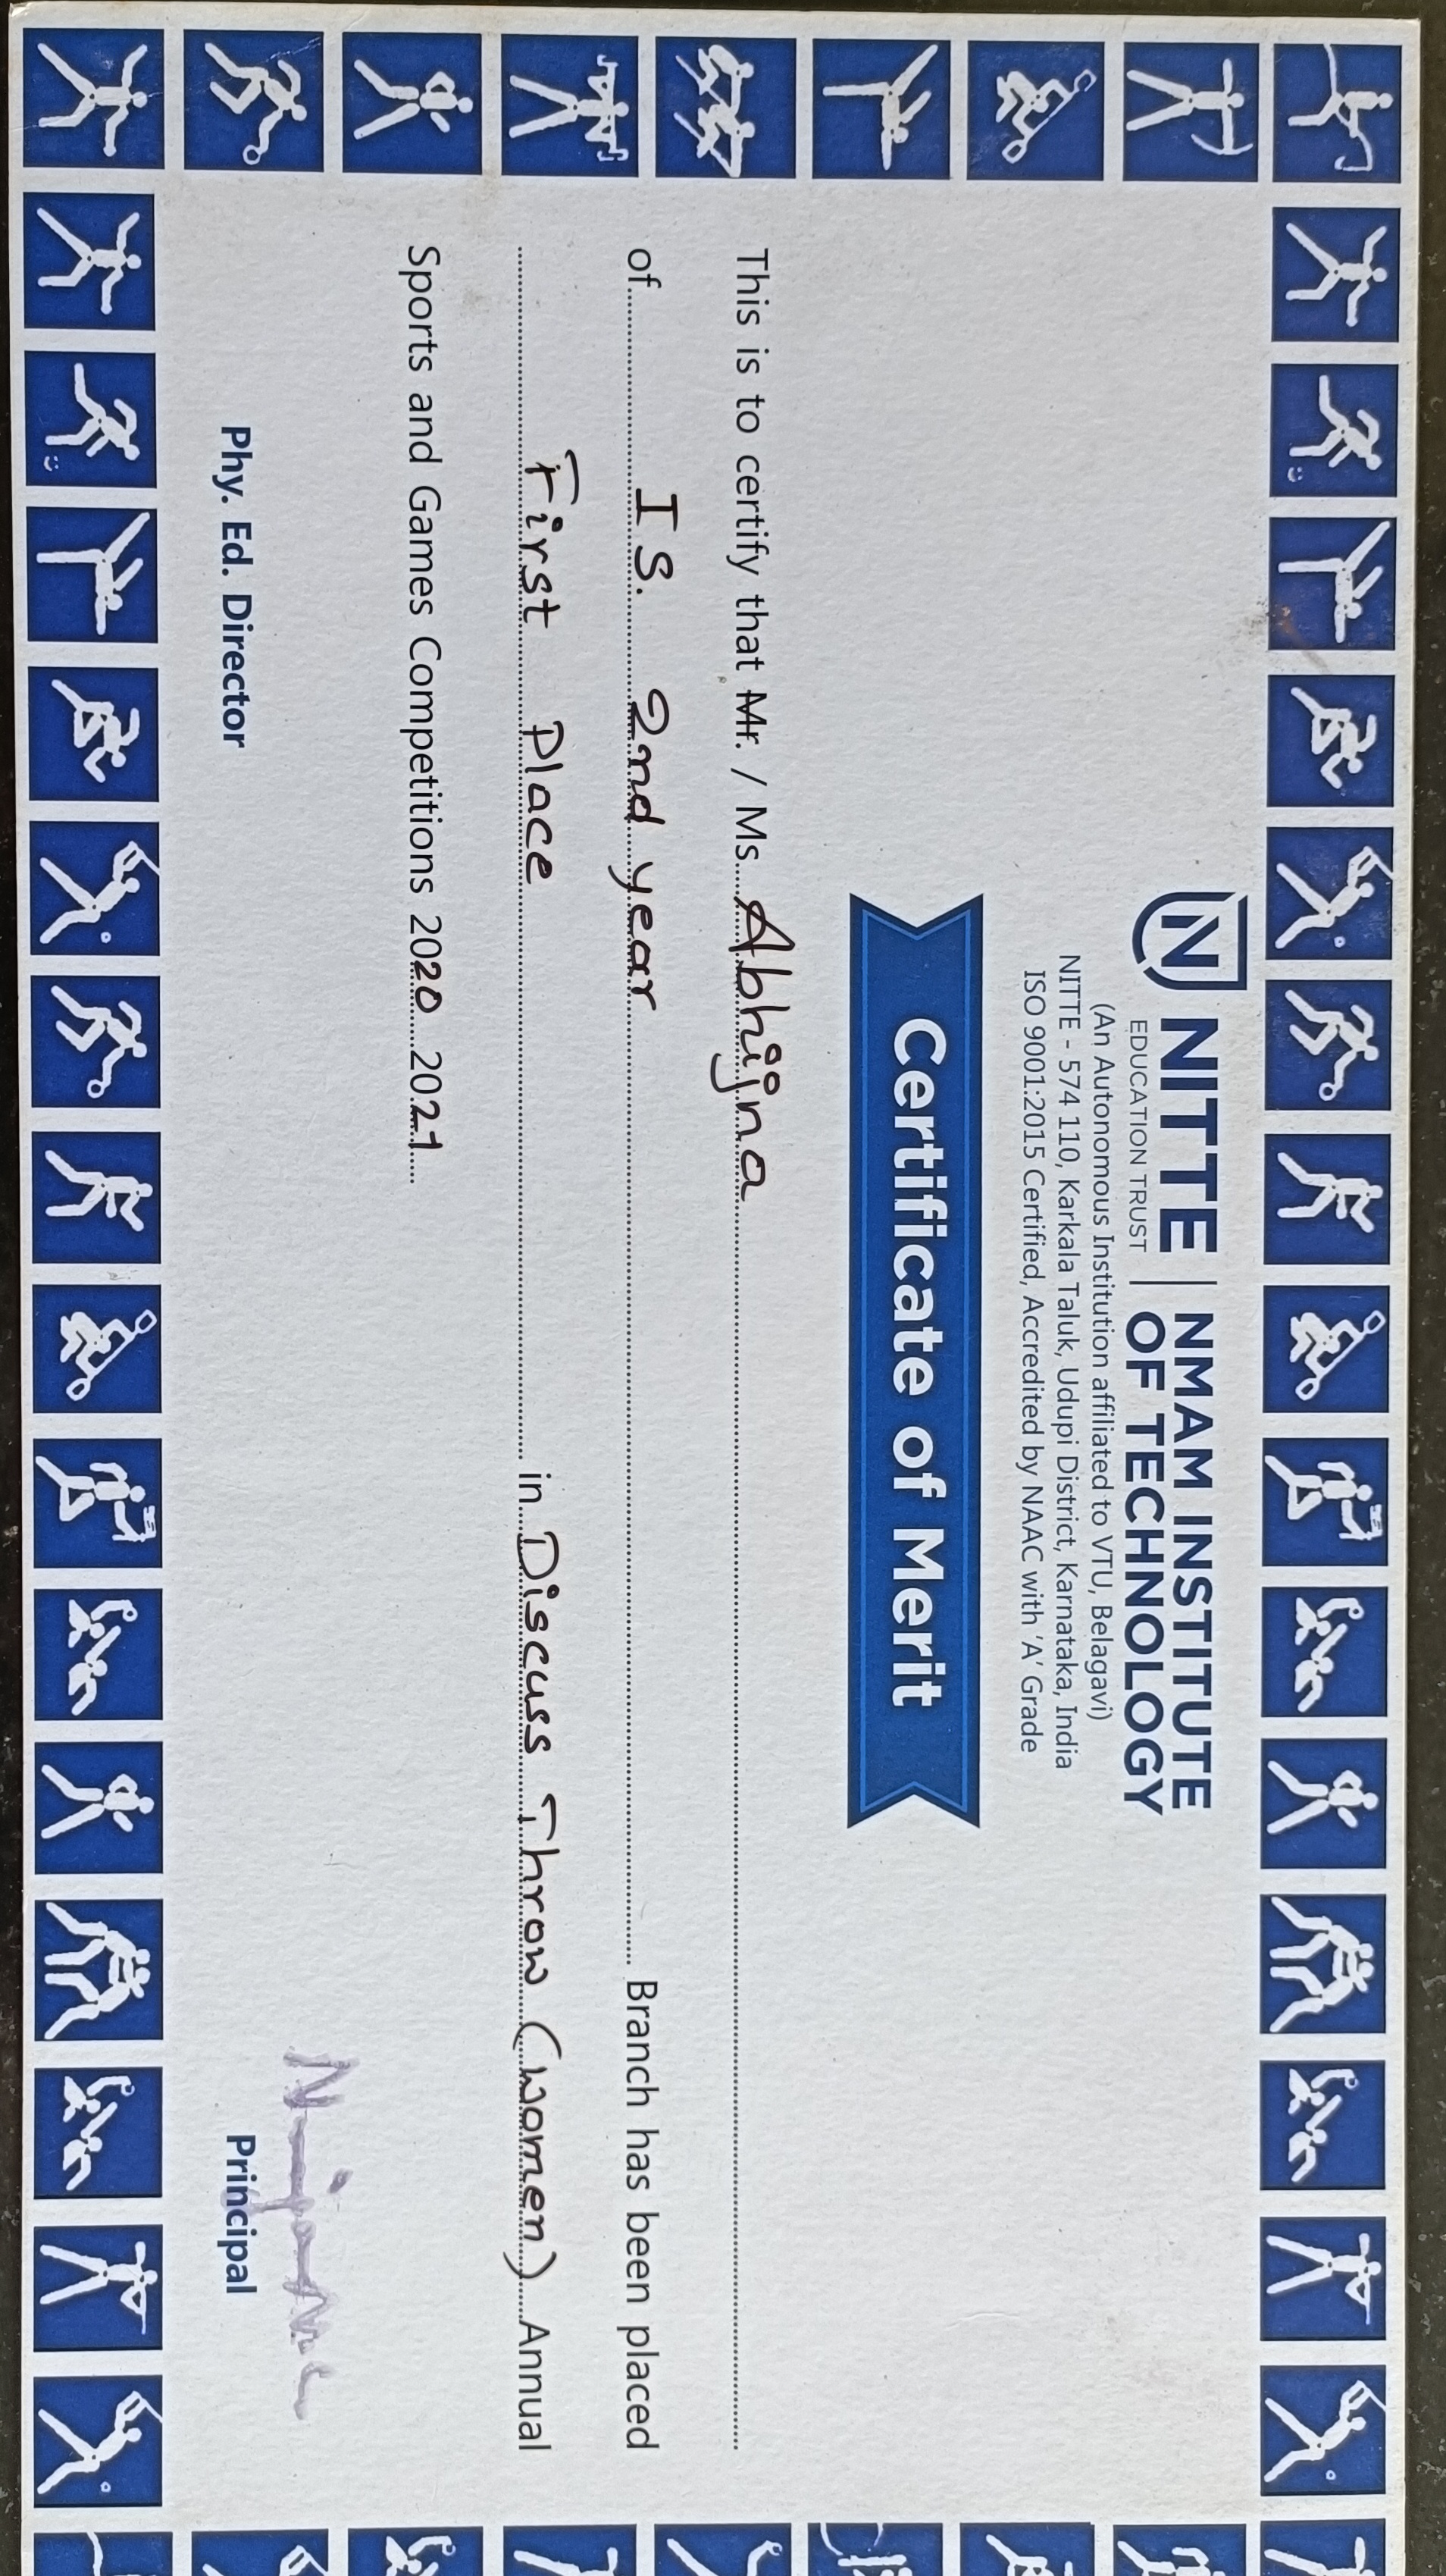 NITTE
EDUCATION TRUST
NMAM INSTITUTE
OF TECHNOLOGY
(An Autonomous Institution affiliated to VTU, Belagavi)
NITTE - 574 110, Karkala Taluk, Udupi District, Karnataka, India
ISO 9001:2015 Certified, Accredited by NAAC with 'A' Grade
Certificate of Merit
This is to certify that Mr. / Ms. Abhijna
of IS. 2nd year Branch has been placed
First Place in Discuss Throw (women) Annual
Sports and Games Competitions 2020 2021
Phy. Ed. Director
Principal